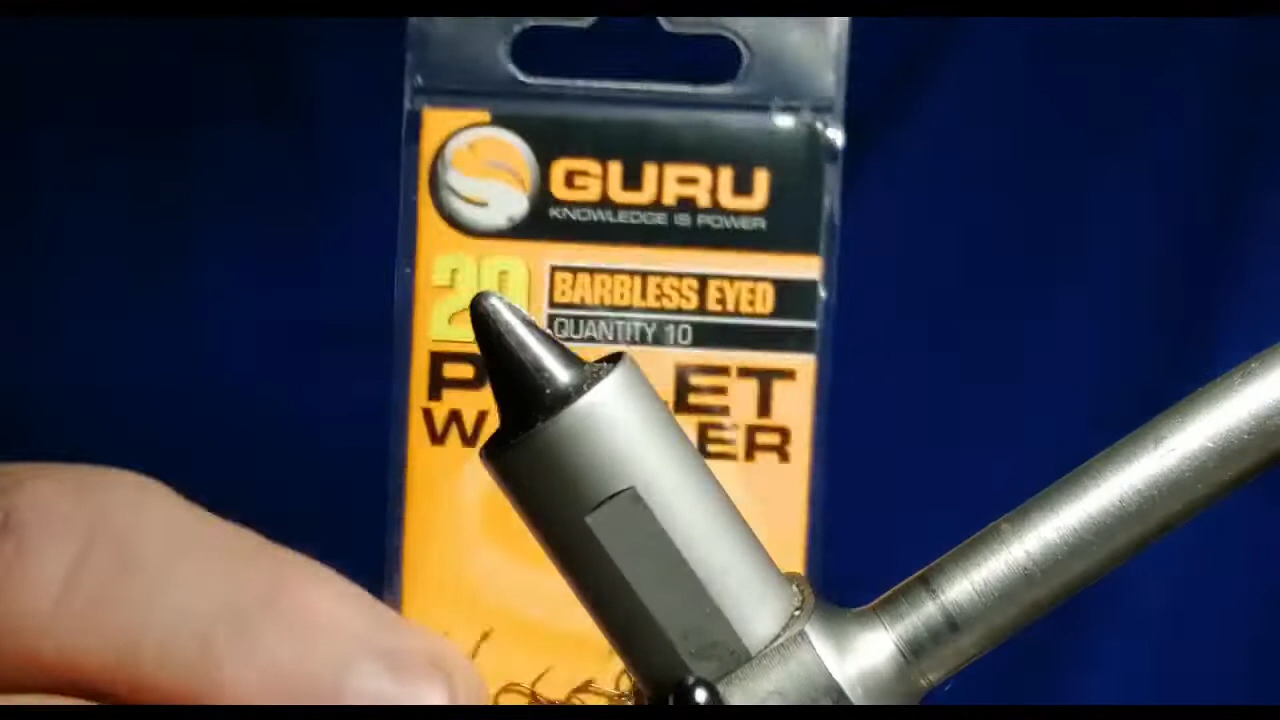 GURU
KNOWLEDGE IS POWER
20
BARBLESS EYED
QUANTITY 10